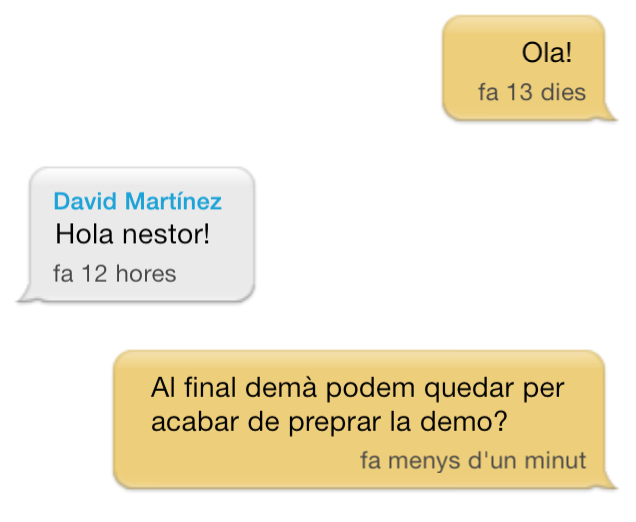 Ola!
fa 13 dies
David Martínez
Hola nestor!
fa 12 hores
Al final demà podem quedar per
acabar de preprar la demo?
fa menys d'un minut